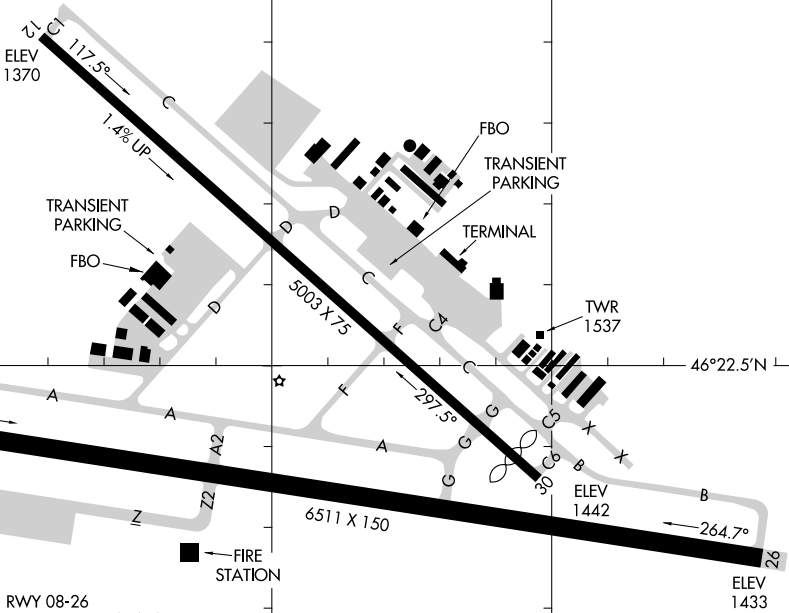 12
C1
ELEV
1370
117.5°
C
1.4% UP
FBO
TRANSIENT
PARKING
TERMINAL
D
D
TRANSIENT
PARKING
FBO
D
C
5003 X 75
F
C4
TWR
1537
46°22.5'N
C
F
297.5°
A
A
A
G
G
G
C5
X
X
C6
B
B
30
ELEV
1442
A2
Z2
Z
6511 X 150
264.7°
26
FIRE
STATION
ELEV
1433
RWY 08-26